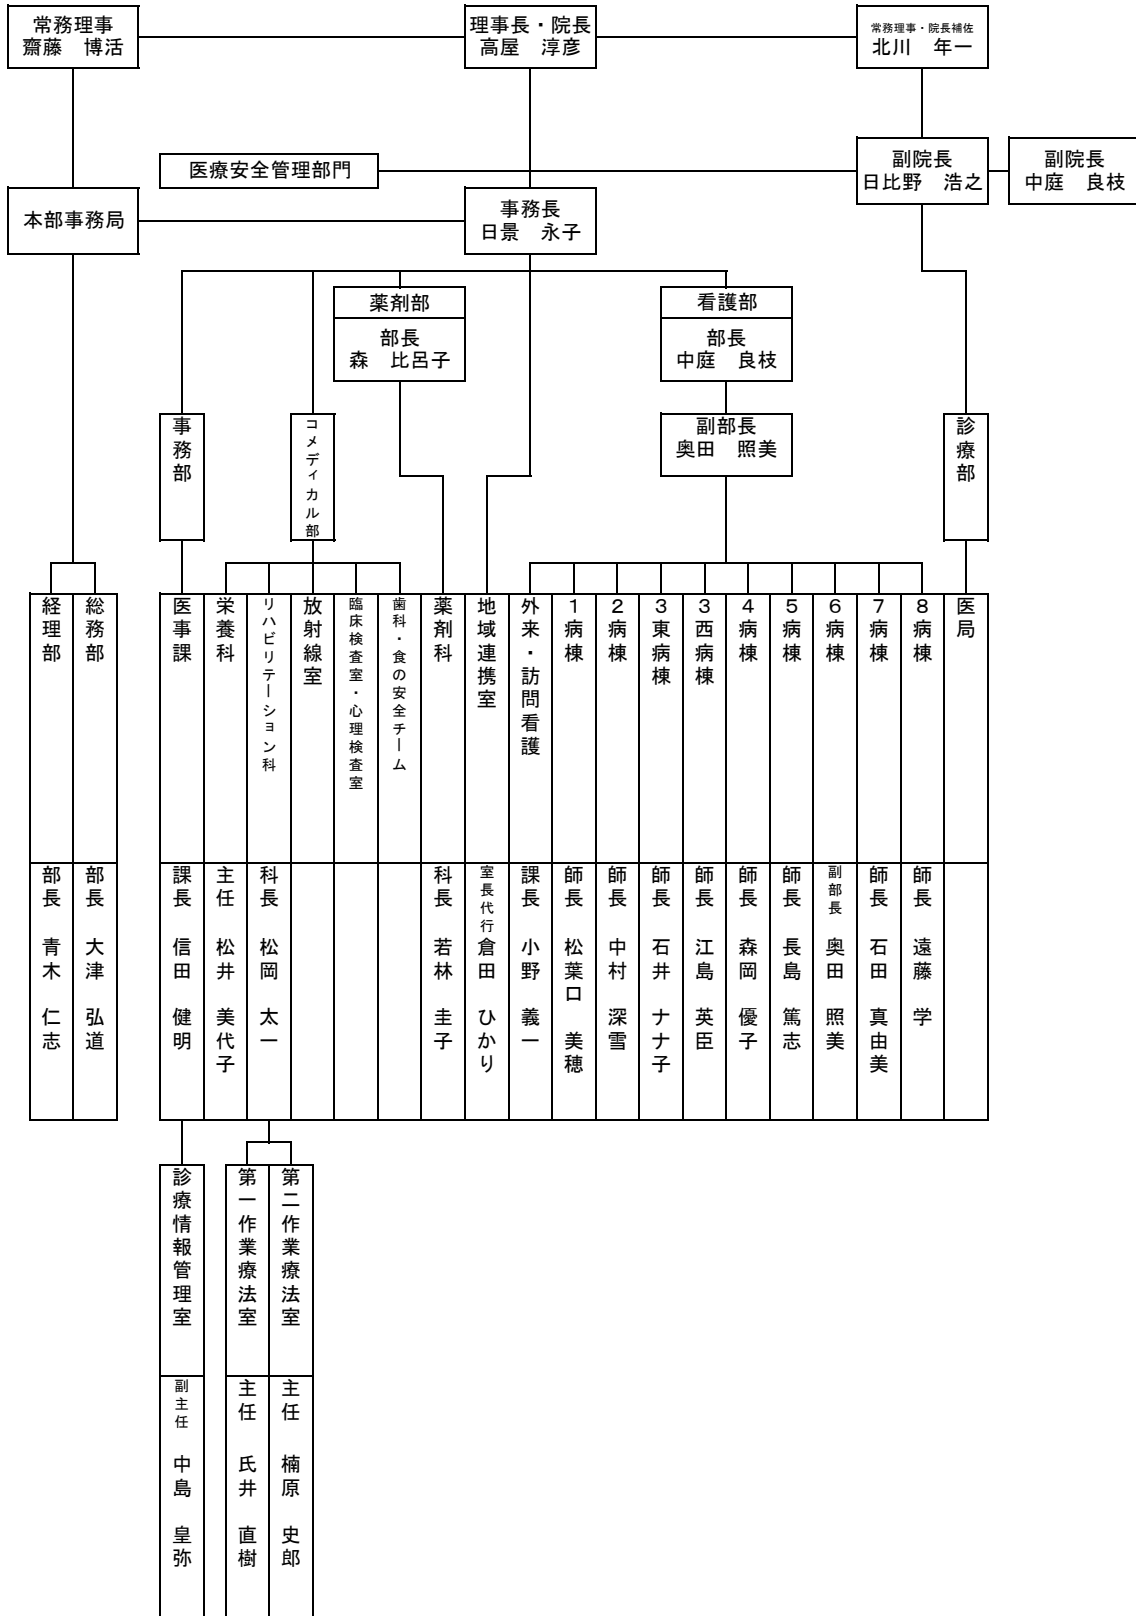 常務理事
齋藤　博活
理事長・院長
高屋　淳彦
常務理事・院長補佐
北川　年一
医療安全管理部門
副院長
日比野　浩之
副院長
中庭　良枝
本部事務局
事務長
日景　永子
薬剤部
部長
森　比呂子
看護部
部長
中庭　良枝
副部長
奥田　照美
事務部
コメディカル部
診療部
経理部
総務部
医事課
栄養科
リハビリテーション科
放射線室
臨床検査室・心理検査室
歯科・食の安全チーム
薬剤科
地域連携室
外来・訪問看護
１病棟
２病棟
３東病棟
３西病棟
４病棟
５病棟
６病棟
７病棟
８病棟
医局
部長　青木　仁志
部長　大津　弘道
課長　信田　健明
主任　松井　美代子
科長　松岡　太一
科長　若林　圭子
室長代行　倉田　ひかり
課長　小野　義一
師長　松葉口　美穂
師長　中村　深雪
師長　石井　ナナ子
師長　江島　英臣
師長　森岡　優子
師長　長島　篤志
副部長　奥田　照美
師長　石田　真由美
師長　遠藤　学
診療情報管理室
第一作業療法室
第二作業療法室
副主任　中島　皇弥
主任　氏井　直樹
主任　楠原　史郎